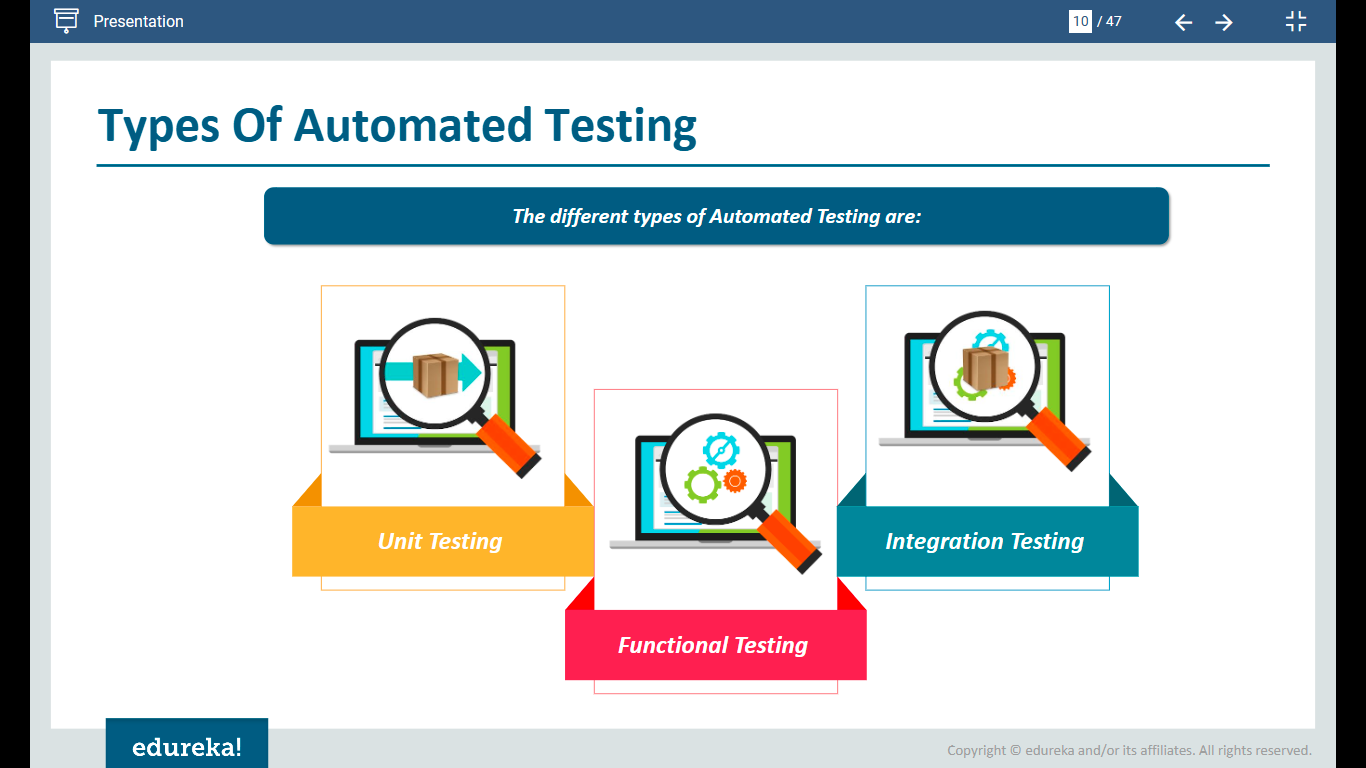 Presentation
10 / 47
Types Of Automated Testing
The different types of Automated Testing are:
Unit Testing
Functional Testing
Integration Testing
edureka!
Copyright © edureka and/or its affiliates. All rights reserved.